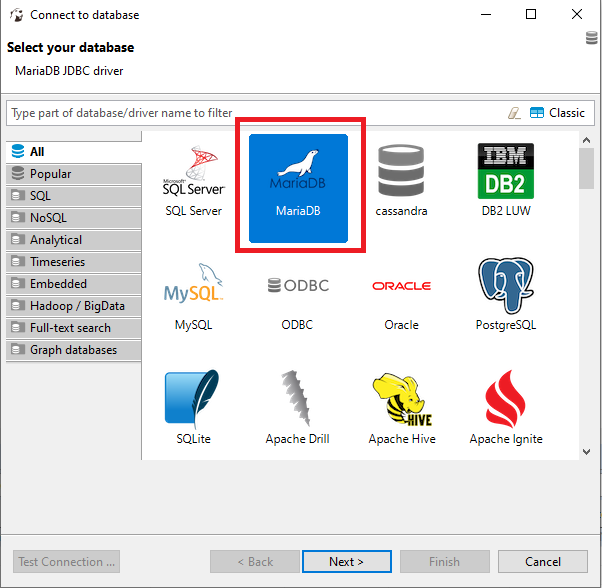 Connect to database
Select your database
MariaDB JDBC driver
Type part of database/driver name to filter
Classic
All
Popular
SQL
NoSQL
Analytical
Timeseries
Embedded
Hadoop / BigData
Full-text search
Graph databases
Microsoft
SQL Server
SQL Server
MariaDB
MariaDB
cassandra
IBM
DB2
DB2 LUW
MySQL
MySQL
ODBC
ODBC
ORACLE
Oracle
PostgreSQL
SQLite
Apache Drill
HIVE
Apache Hive
Apache Ignite
Test Connection ...
< Back
Next >
Finish
Cancel